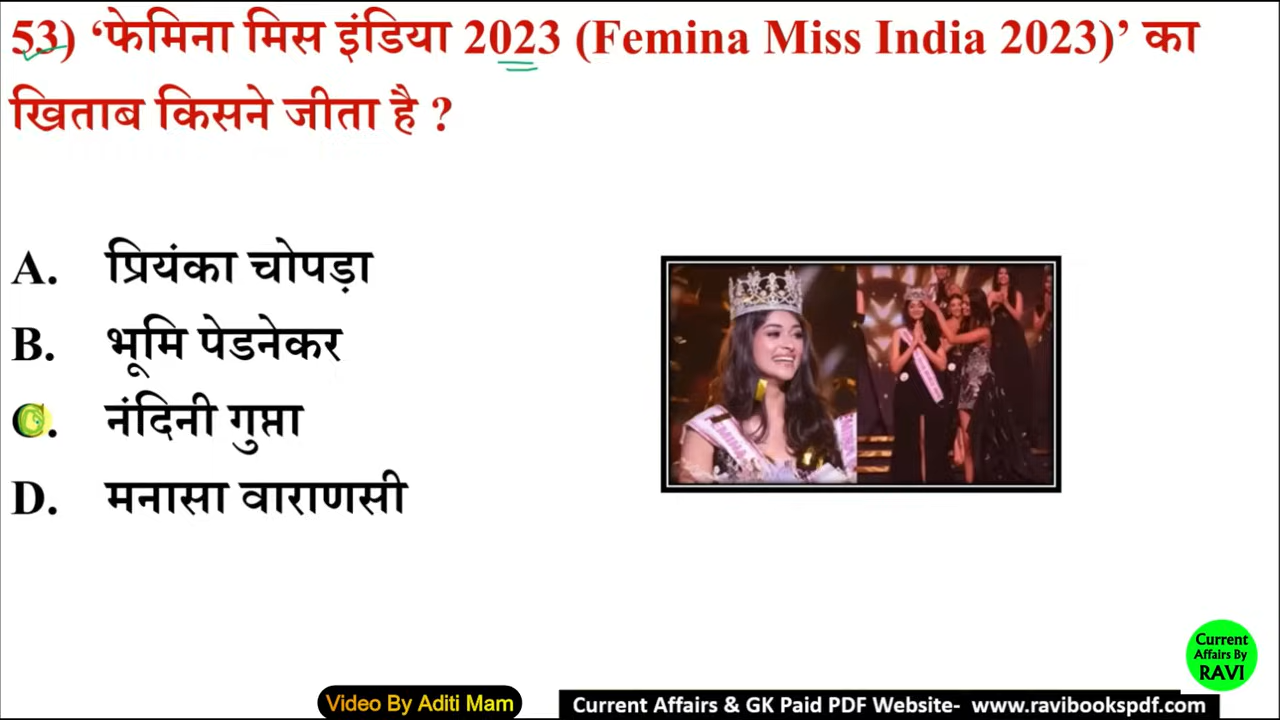 53) ‘फेमिना मिस इंडिया 2023 (Femina Miss India 2023)’ का
खिताब किसने जीता है ?
A. प्रियंका चोपड़ा
B. भूमि पेडनेकर
C. नंदिनी गुप्ता
D. मनासा वाराणसी
Current
Affairs By
RAVI
Video By Aditi Mam
Current Affairs & GK Paid PDF Website- www.ravibookspdf.com